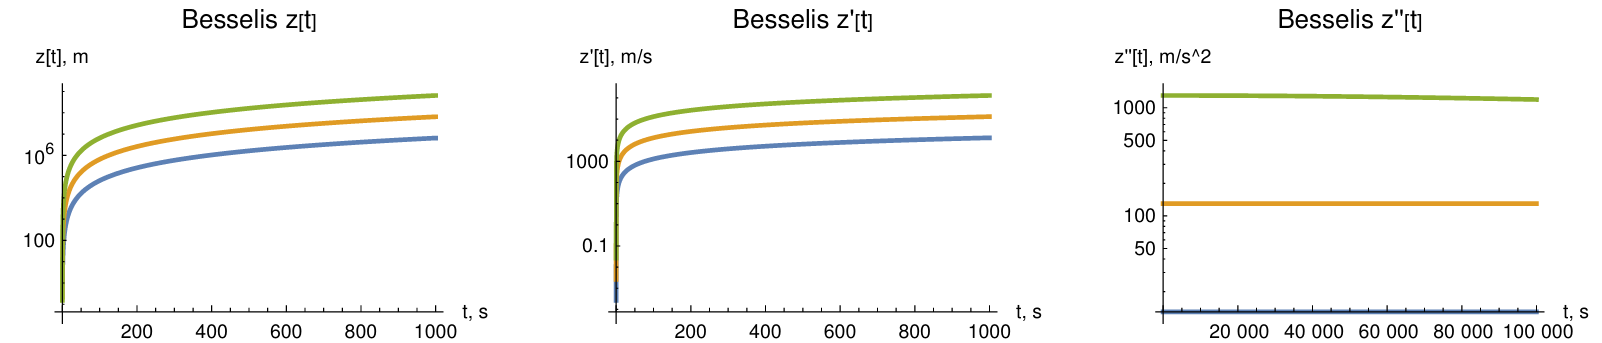 Besselis z[t]
z[t], m
10^6
100
200 400 600 800 1000
t, s
Besselis z'[t]
z'[t], m/s
1000
0.1
200 400 600 800 1000
t, s
Besselis z''[t]
z''[t], m/s^2
1000
500
100
50
20 000 40 000 60 000 80 000 100 000
t, s